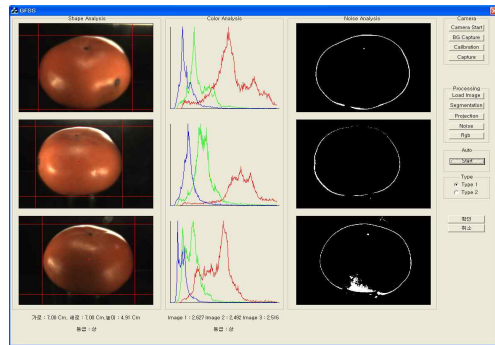 GFSS
Shape Analysis
Color Analysis
Noise Analysis
Camera
Camera Start
BG Capture
Calibration
Capture
Processing
Load Image
Segmentation
Projection
Noise
Rgb
Auto
Start
Type
Type 1
Type 2
확인
취소
가로 : 7.00 Cm, 세로 : 7.00 Cm, 높이 : 4.91 Cm
등급 : 상
Image 1 : 2.627 Image 2 : 2.492 Image 3 : 2.516
등급 : 상